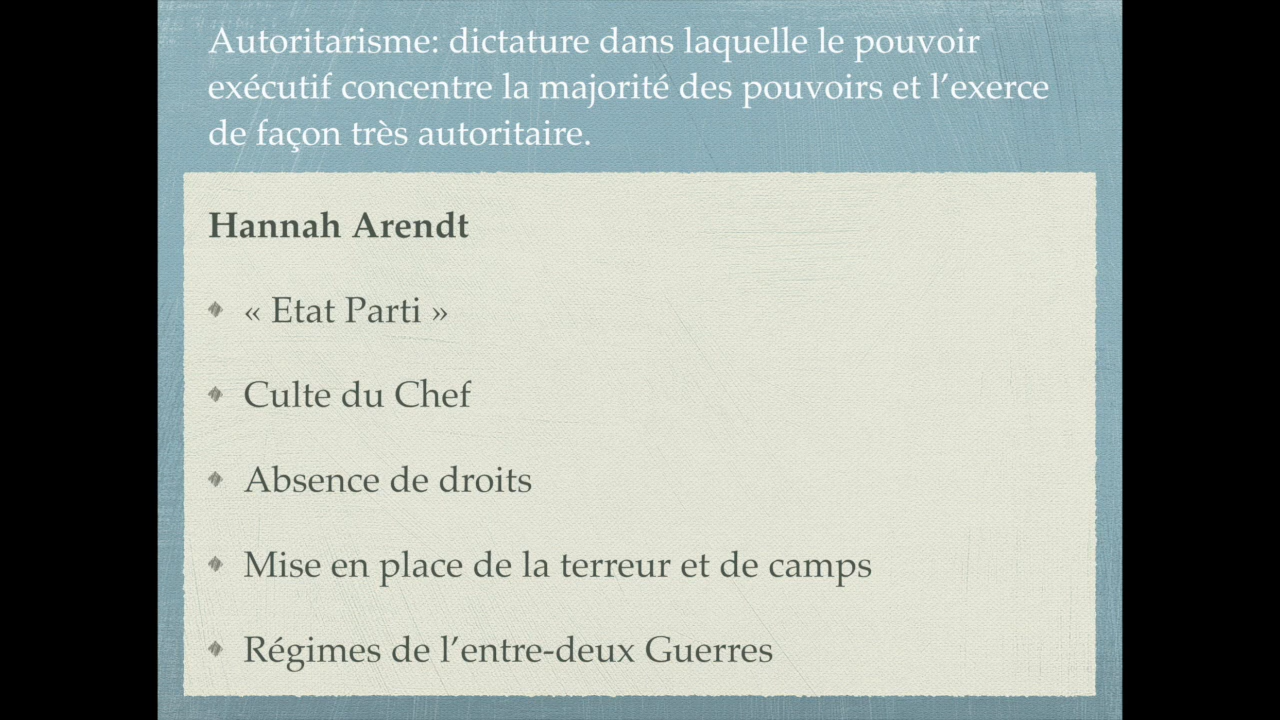 Autoritarisme: dictature dans laquelle le pouvoir
exécutif concentre la majorité des pouvoirs et l’exerce
de façon très autoritaire.
Hannah Arendt
« Etat Parti »
Culte du Chef
Absence de droits
Mise en place de la terreur et de camps
Régimes de l’entre-deux Guerres